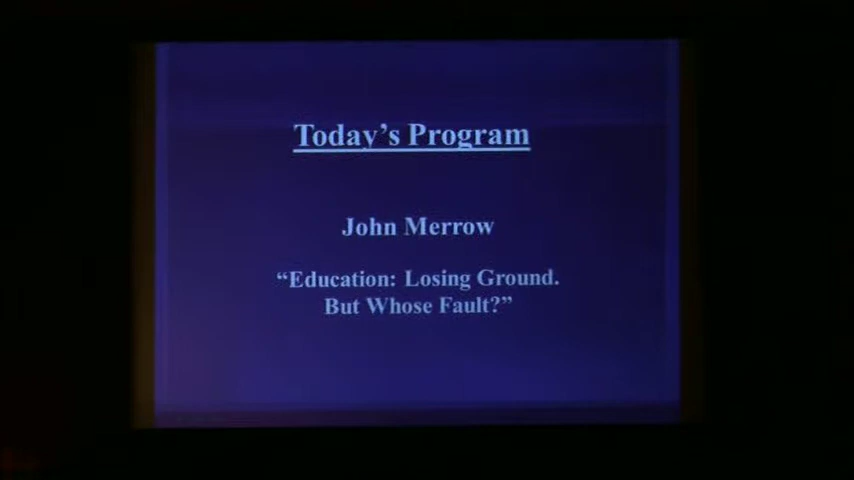 Today's Program
John Merrow
“Education: Losing Ground.
But Whose Fault?”